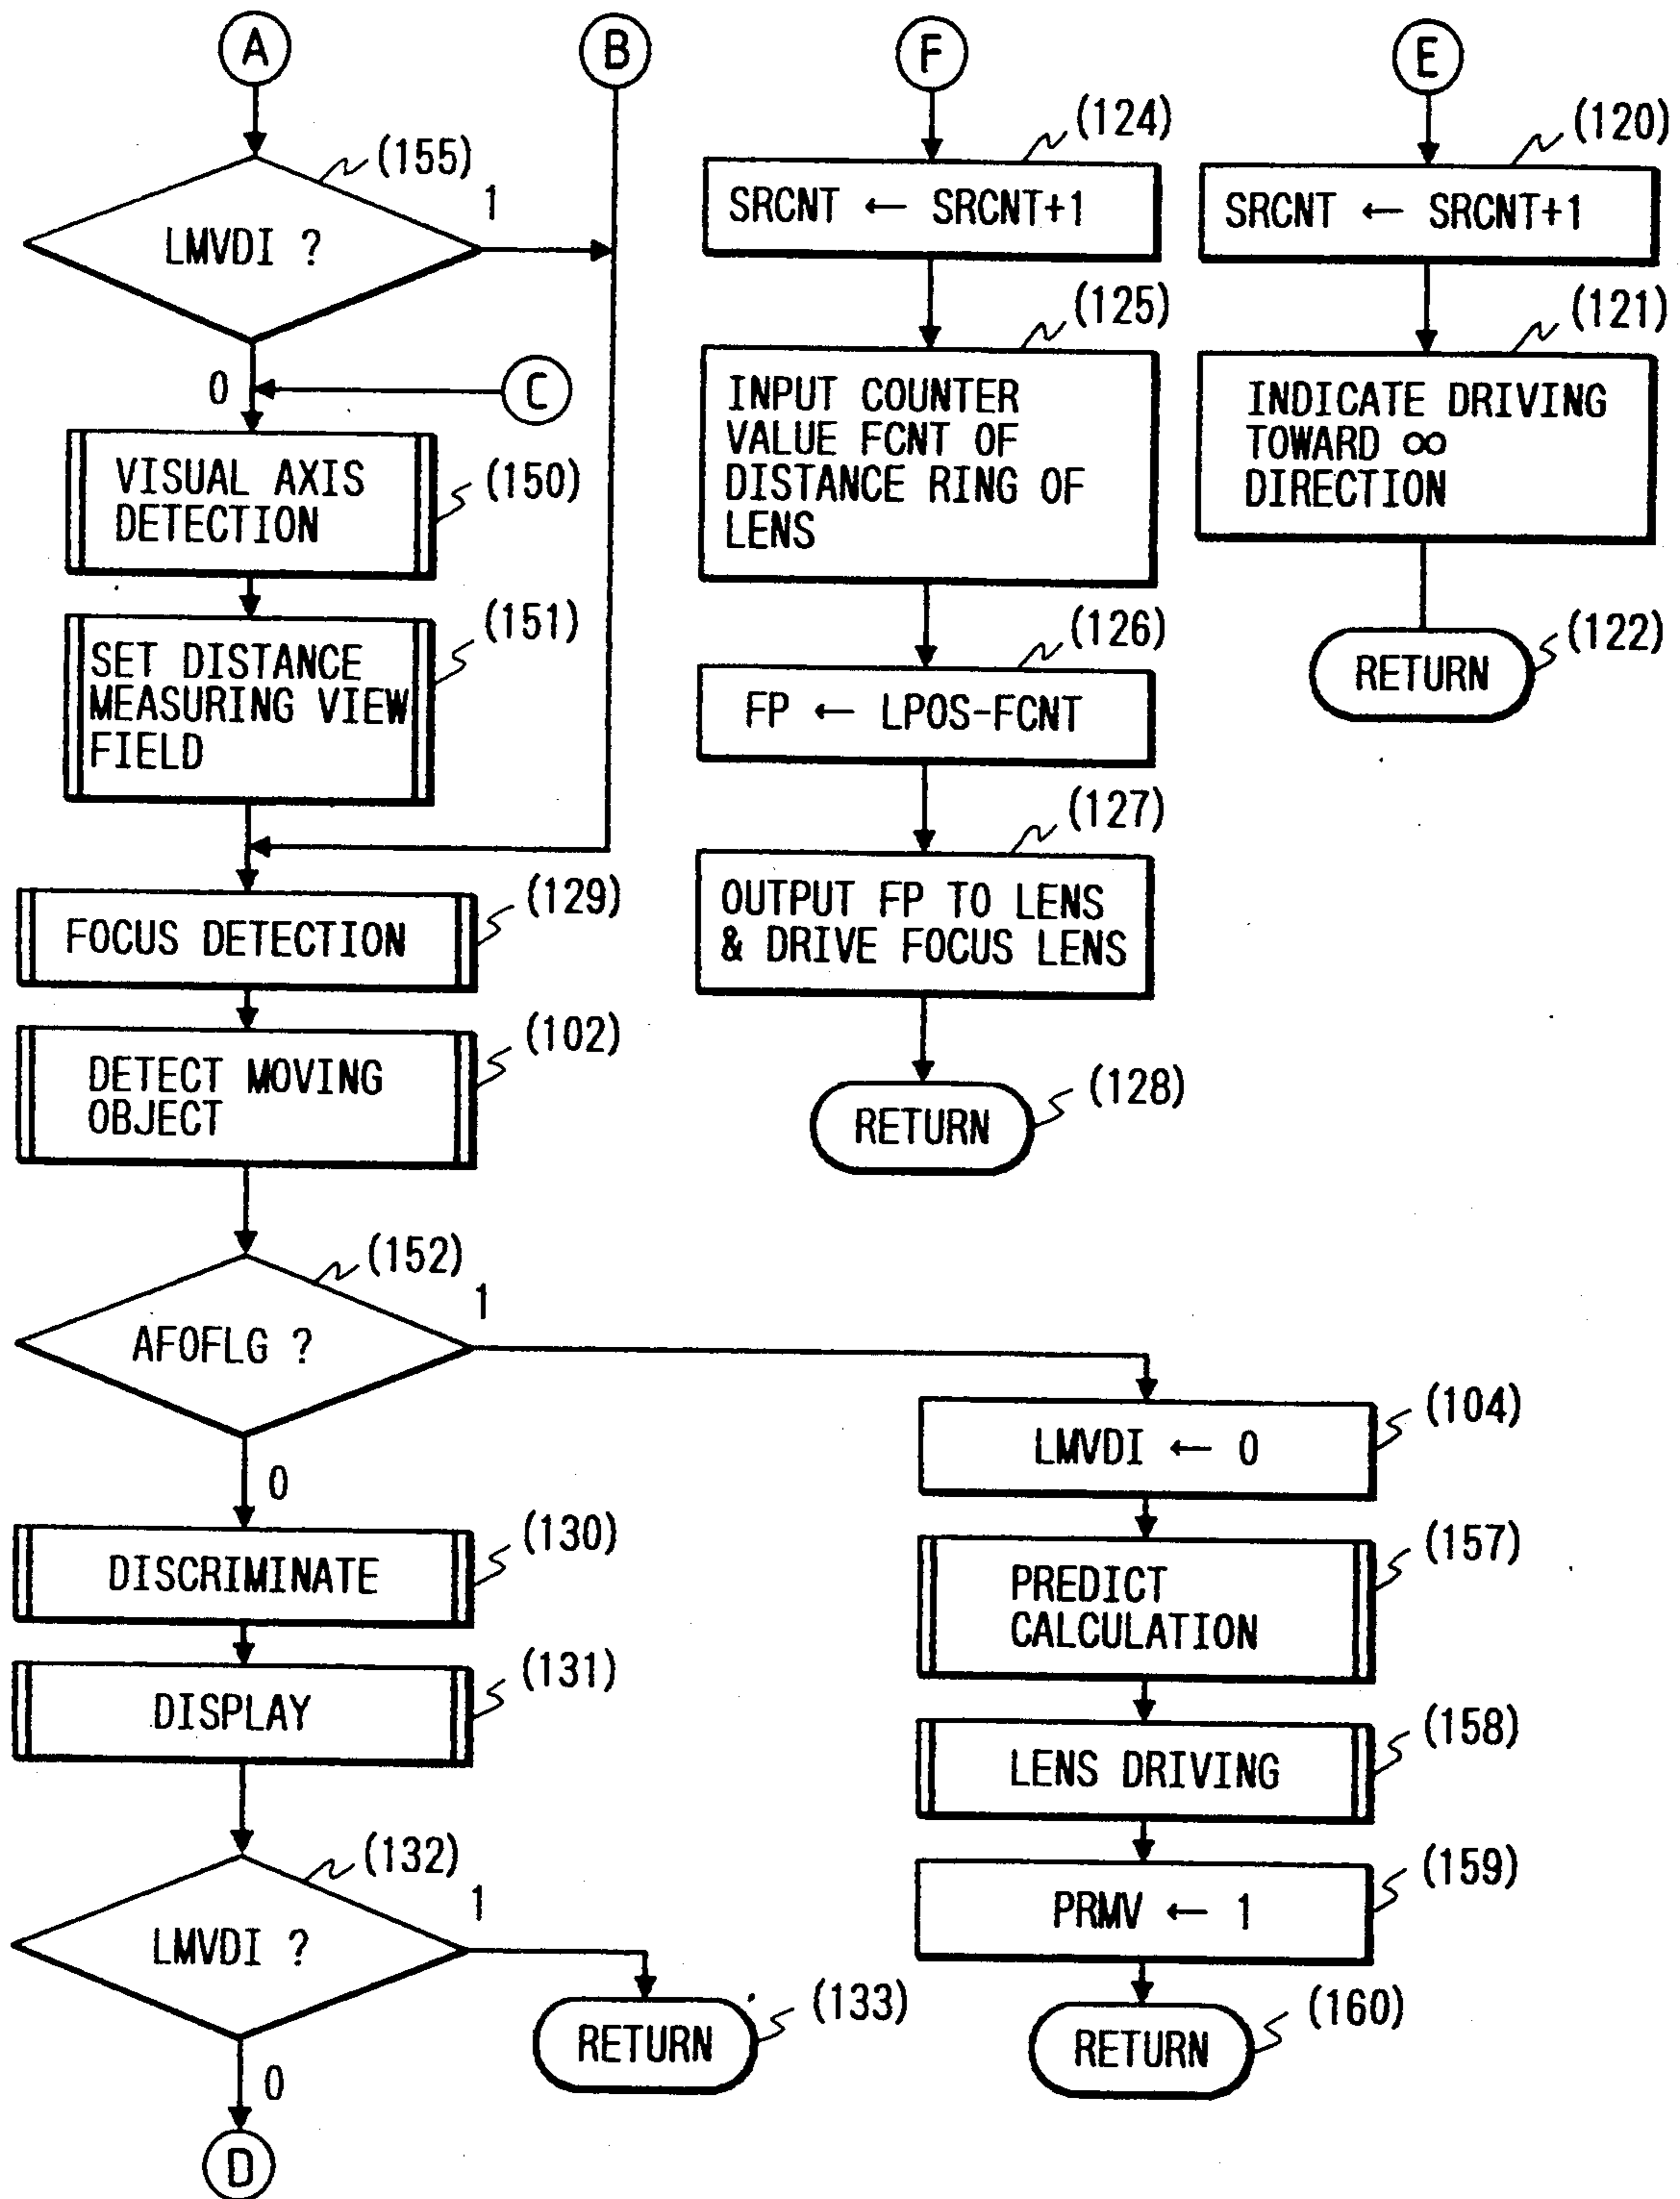 A
(155)
LMVDI ?
1
0
C
VISUAL AXIS
DETECTION
(150)
SET DISTANCE
MEASURING VIEW
FIELD
(151)
B
FOCUS DETECTION
(129)
DETECT MOVING
OBJECT
(102)
(152)
AFOFLG ?
1
0
DISCRIMINATE
(130)
DISPLAY
(131)
(132)
LMVDI ?
1
0
D
RETURN
(133)
F
(124)
SRCNT ← SRCNT+1
(125)
INPUT COUNTER
VALUE FCNT OF
DISTANCE RING OF
LENS
(126)
FP ← LPOS-FCNT
(127)
OUTPUT FP TO LENS
& DRIVE FOCUS LENS
RETURN
(128)
E
(120)
SRCNT ← SRCNT+1
(121)
INDICATE DRIVING
TOWARD ∞
DIRECTION
RETURN
(122)
LMVDI ← 0
(104)
PREDICT
CALCULATION
(157)
LENS DRIVING
(158)
PRMV ← 1
(159)
RETURN
(160)